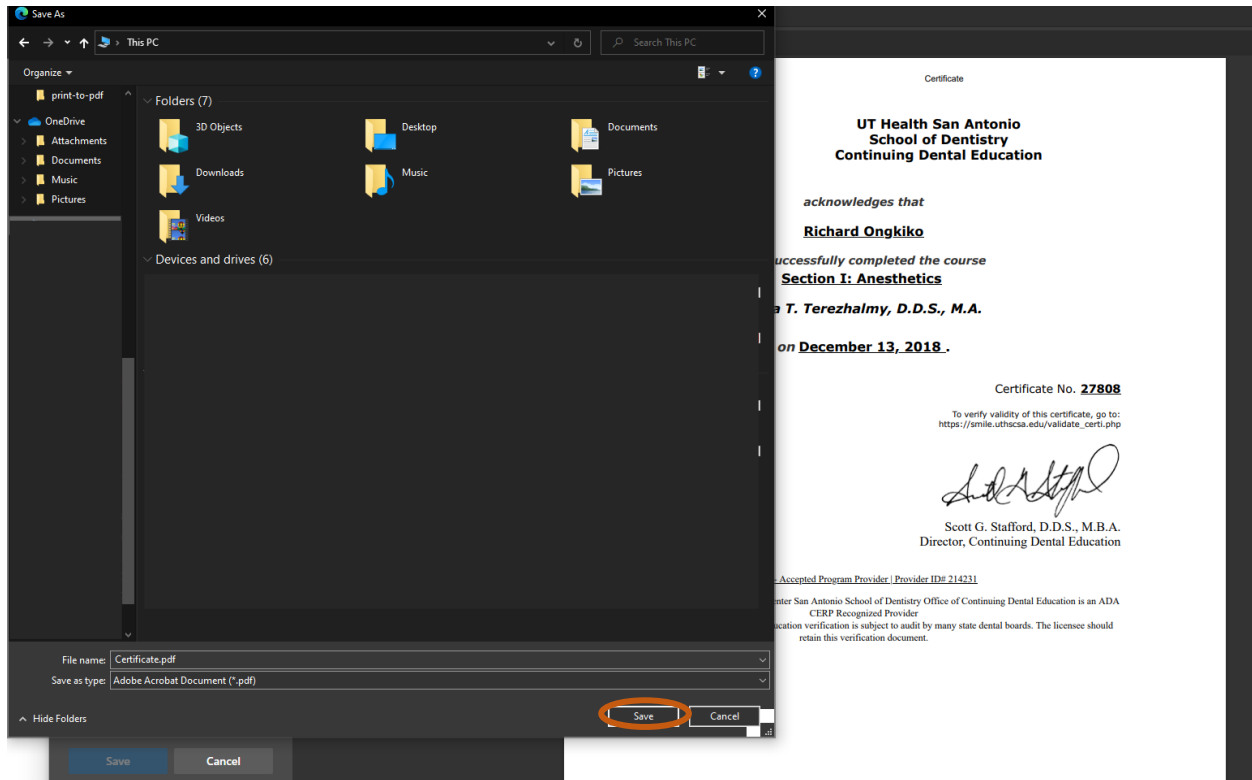 Save As
This PC
Search This PC
Organize
print-to-pdf
OneDrive
Attachments
Documents
Music
Pictures
Folders (7)
3D Objects
Desktop
Documents
Downloads
Music
Pictures
Videos
Devices and drives (6)
File name: Certificate.pdf
Save as type: Adobe Acrobat Document (*.pdf)
Hide Folders
Save
Cancel
Save
Cancel
Certificate
UT Health San Antonio
School of Dentistry
Continuing Dental Education
acknowledges that
Richard Ongkiko
uccessfully completed the course
Section I: Anesthetics
a T. Terezhalmy, D.D.S., M.A.
on December 13, 2018 .
Certificate No. 27808
To verify validity of this certificate, go to:
https://smile.uthscsa.edu/validate_certi.php
Scott G. Stafford, D.D.S., M.B.A.
Director, Continuing Dental Education
- Accepted Program Provider | Provider ID# 214231
enter San Antonio School of Dentistry Office of Continuing Dental Education is an ADA
CERP Recognized Provider
ucation verification is subject to audit by many state dental boards. The licensee should
retain this verification document.